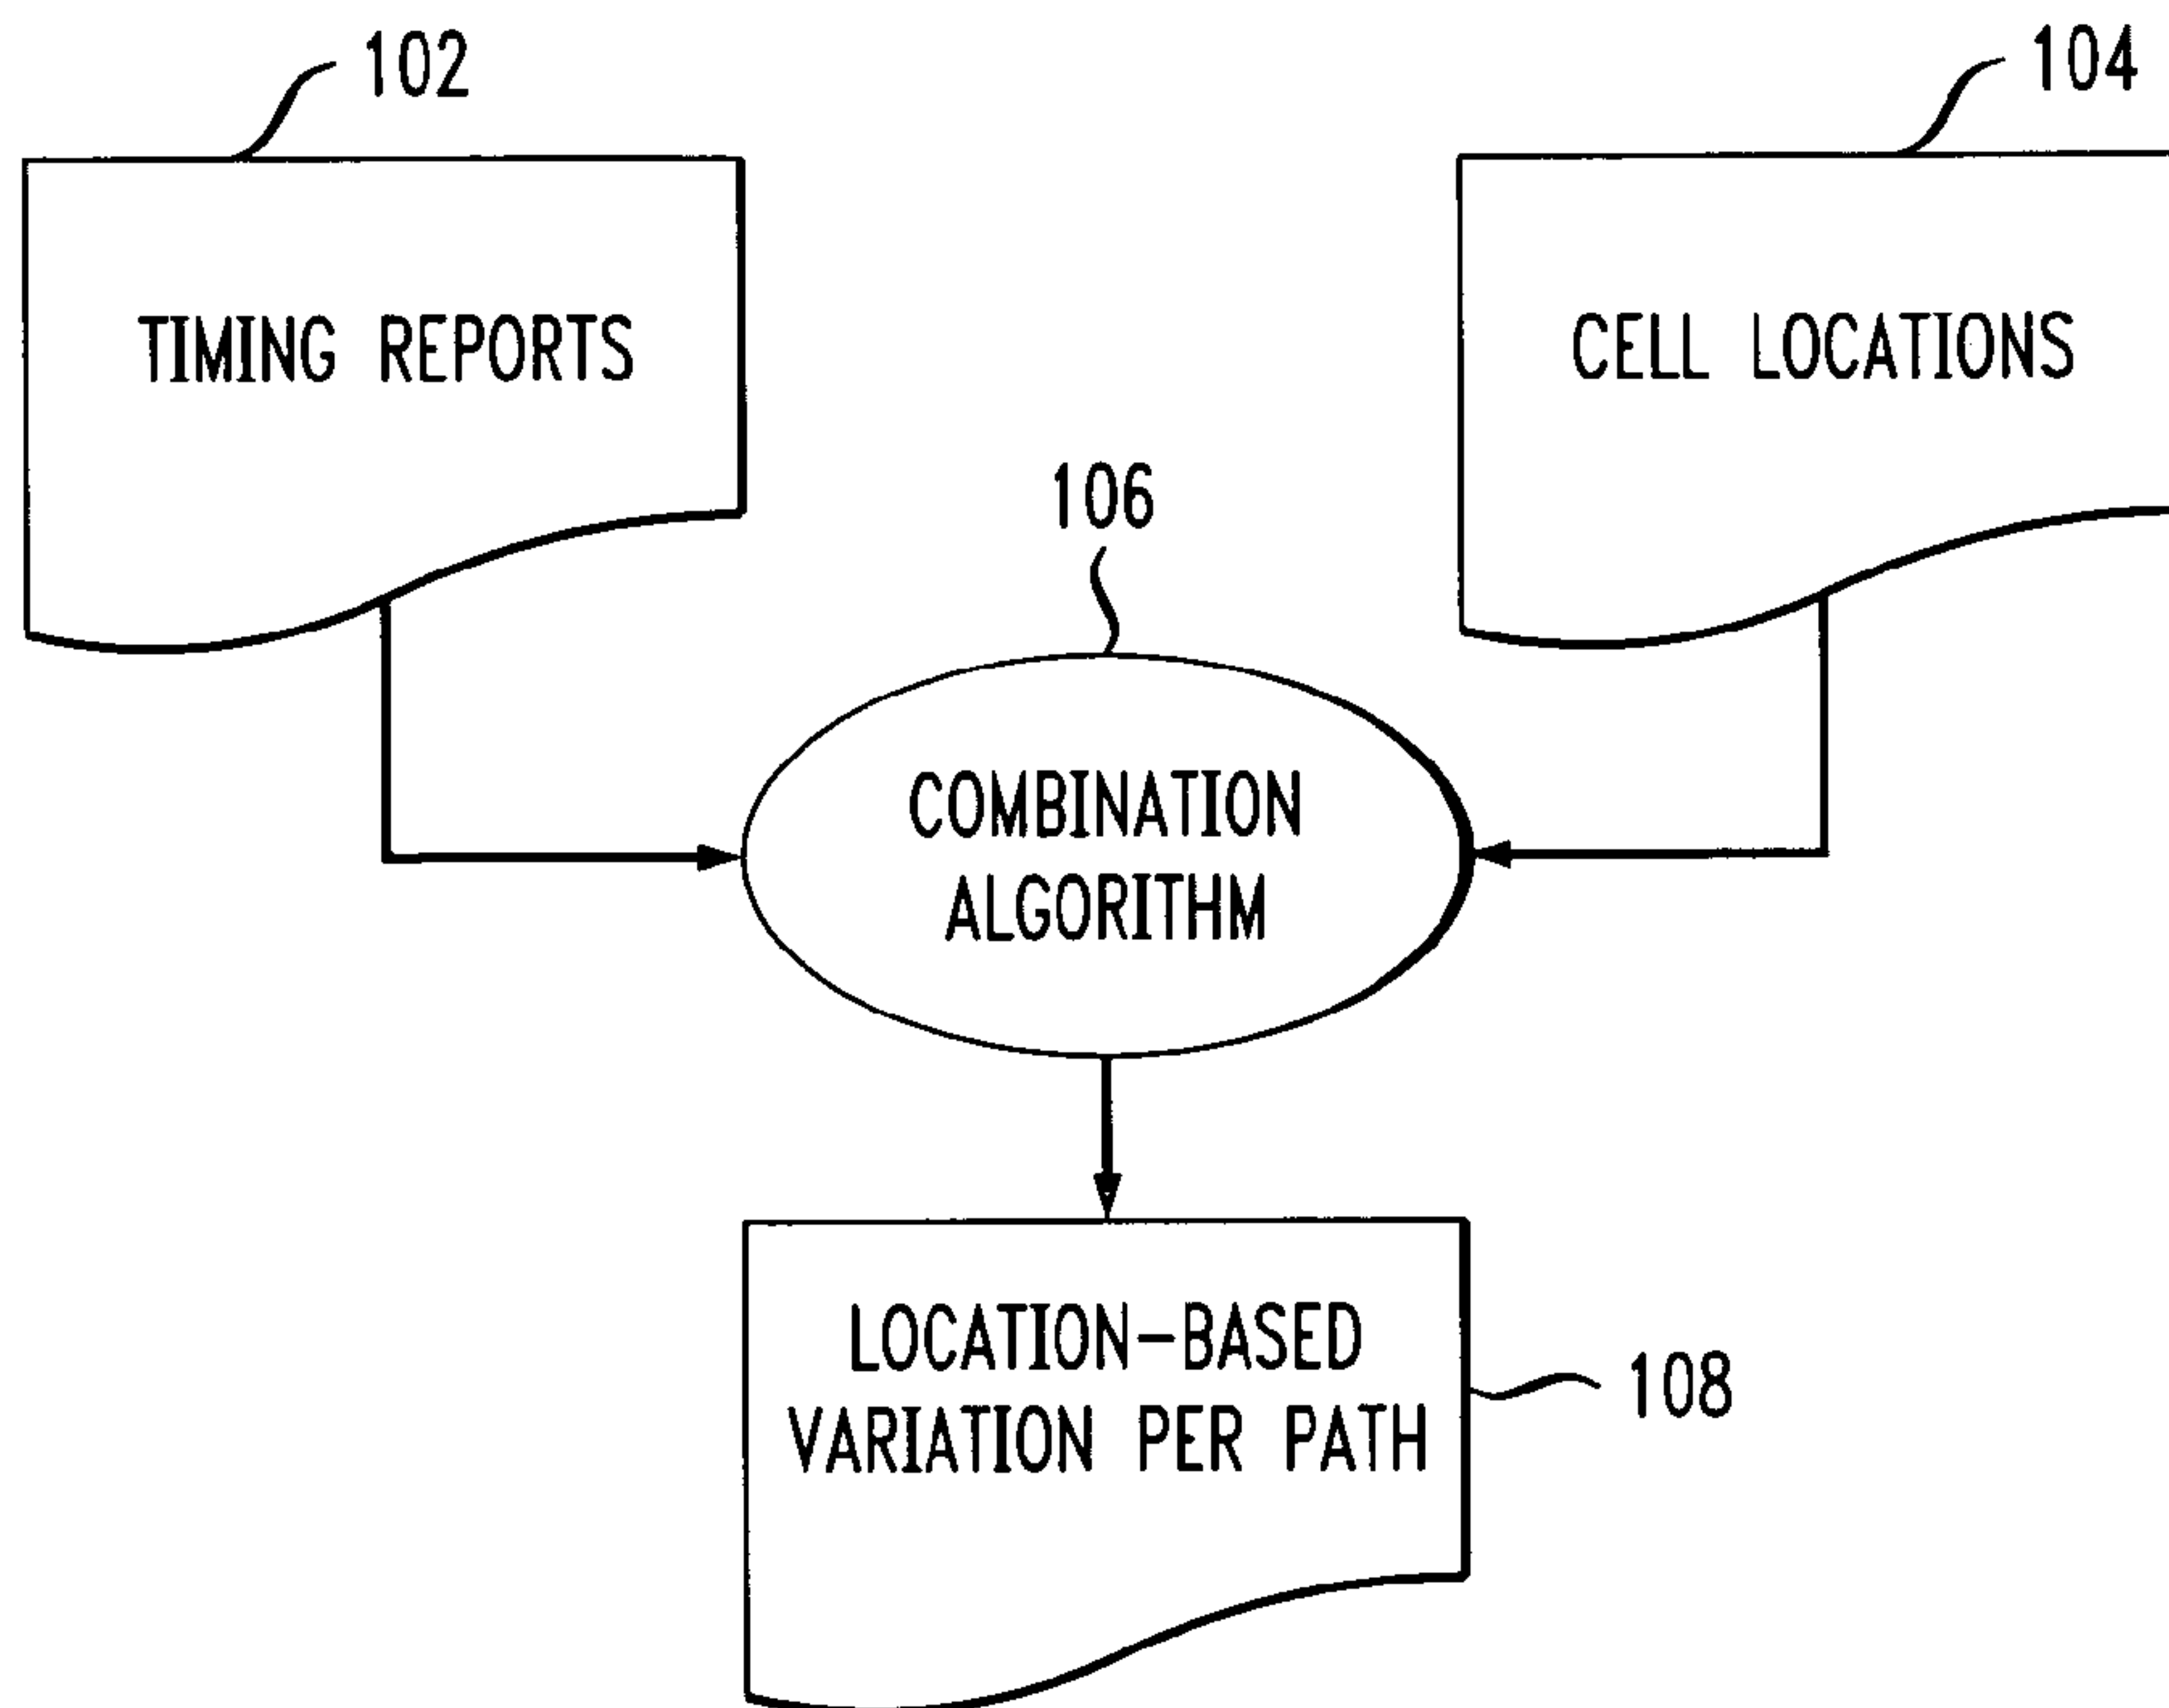 102
104
TIMING REPORTS
CELL LOCATIONS
106
COMBINATION
ALGORITHM
LOCATION-BASED
VARIATION PER PATH
108